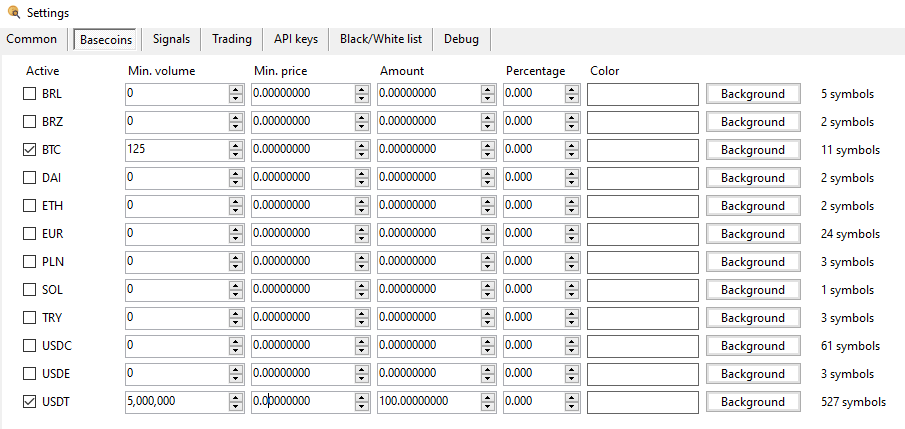 Settings
Common Basecoins Signals Trading API keys Black/White list Debug
Active Min. volume Min. price Amount Percentage Color
BRL 0 0.00000000 0.00000000 0.000 Background 5 symbols
BRZ 0 0.00000000 0.00000000 0.000 Background 2 symbols
BTC 125 0.00000000 0.00000000 0.000 Background 11 symbols
DAI 0 0.00000000 0.00000000 0.000 Background 2 symbols
ETH 0 0.00000000 0.00000000 0.000 Background 2 symbols
EUR 0 0.00000000 0.00000000 0.000 Background 24 symbols
PLN 0 0.00000000 0.00000000 0.000 Background 3 symbols
SOL 0 0.00000000 0.00000000 0.000 Background 1 symbols
TRY 0 0.00000000 0.00000000 0.000 Background 3 symbols
USDC 0 0.00000000 0.00000000 0.000 Background 61 symbols
USDE 0 0.00000000 0.00000000 0.000 Background 3 symbols
USDT 5,000,000 0.00000000 100.00000000 0.000 Background 527 symbols